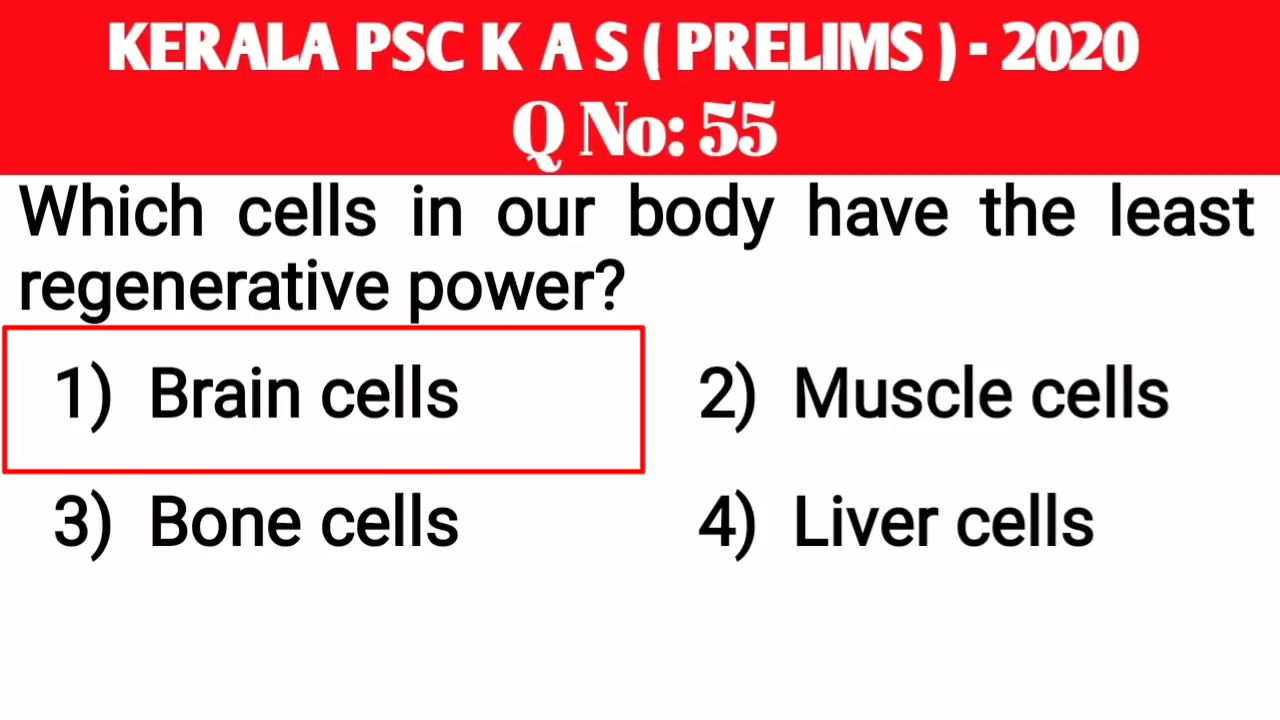 KERALA PSC K A S ( PRELIMS ) - 2020
Q No: 55
Which cells in our body have the least
regenerative power?
1) Brain cells
2) Muscle cells
3) Bone cells
4) Liver cells